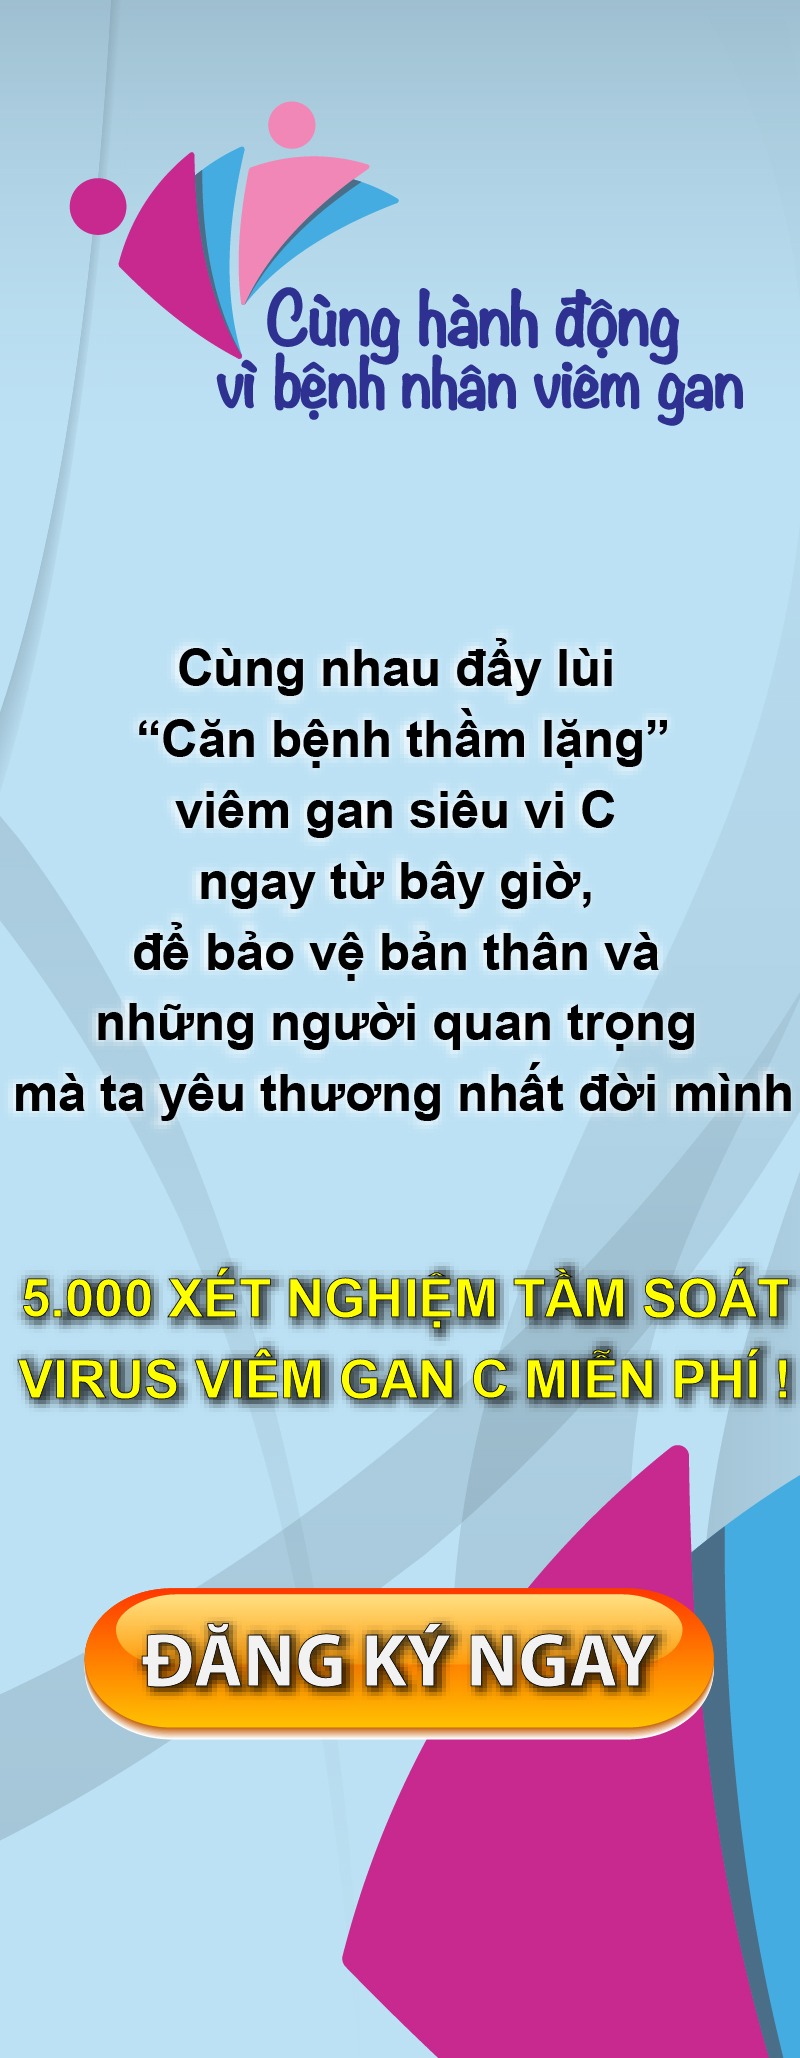 Cùng hành động
vì bệnh nhân viêm gan
Cùng nhau đẩy lùi
“Căn bệnh thầm lặng”
viêm gan siêu vi C
ngay từ bây giờ,
để bảo vệ bản thân và
những người quan trọng
mà ta yêu thương nhất đời mình
5.000 XÉT NGHIỆM TẦM SOÁT
VIRUS VIÊM GAN C MIỄN PHÍ !
ĐĂNG KÝ NGAY